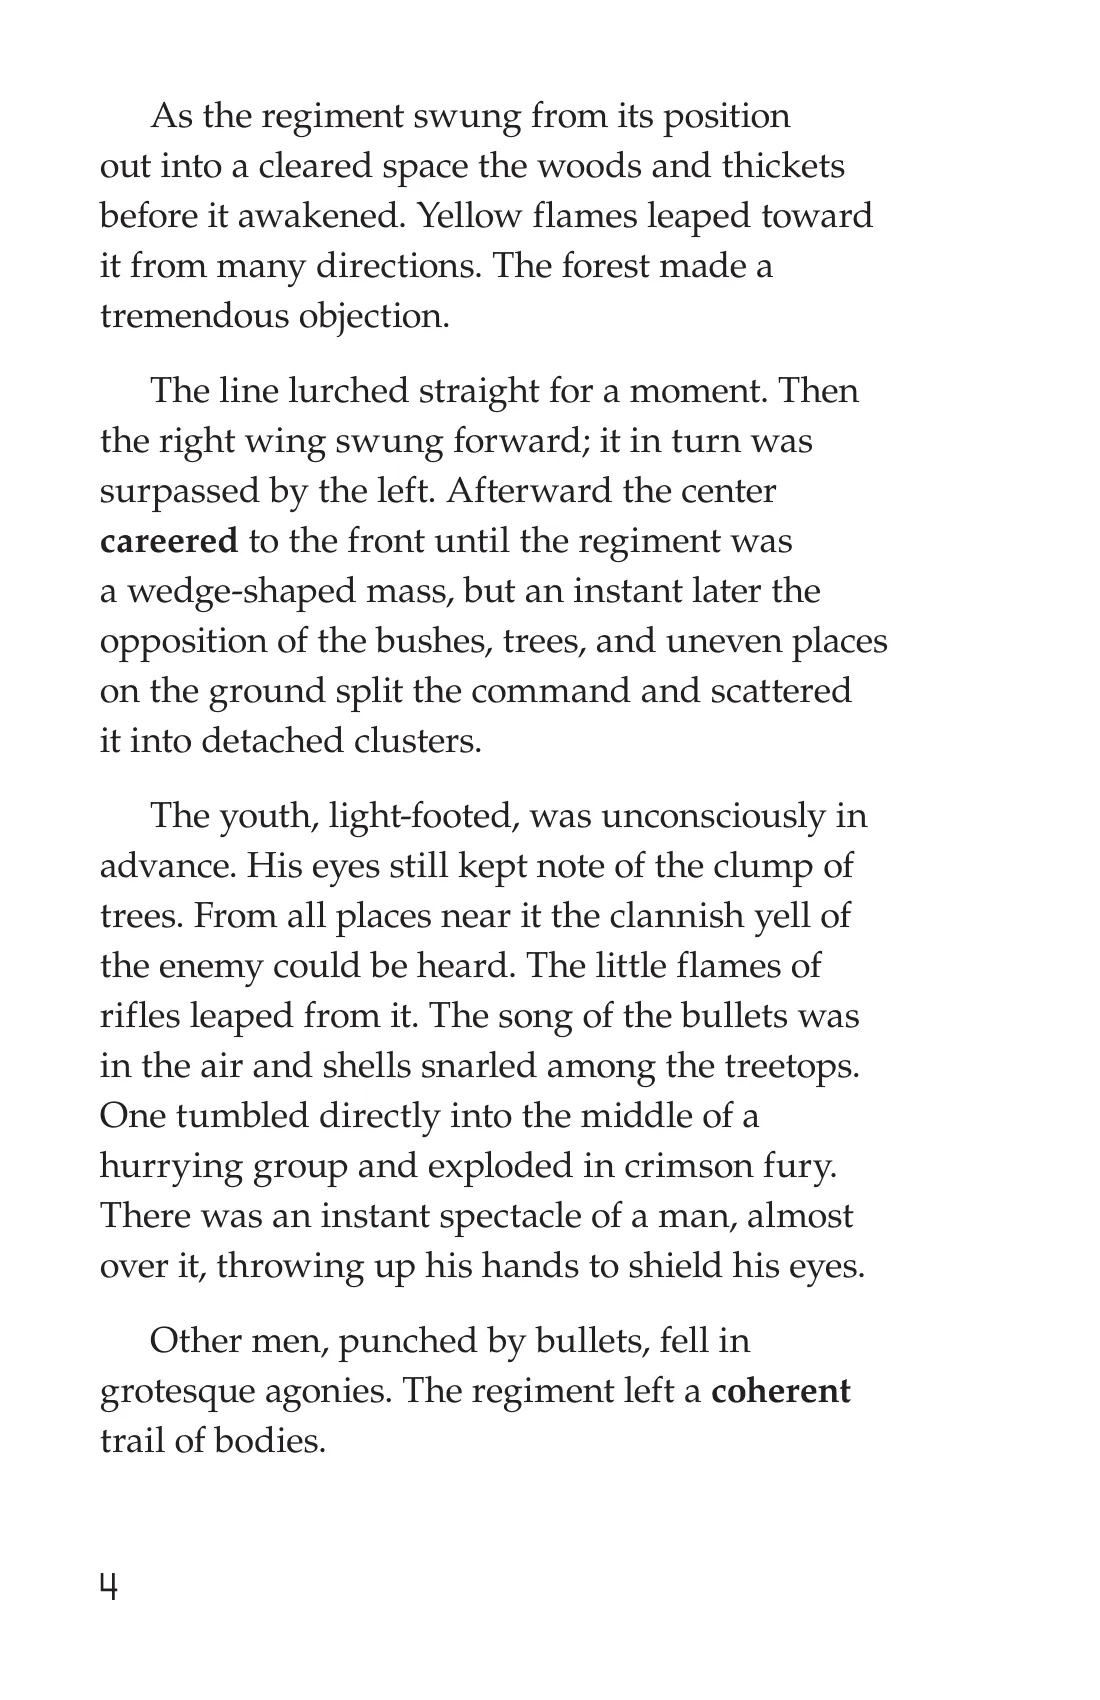 As the regiment swung from its position
out into a cleared space the woods and thickets
before it awakened. Yellow flames leaped toward
it from many directions. The forest made a
tremendous objection.
The line lurched straight for a moment. Then
the right wing swung forward; it in turn was
surpassed by the left. Afterward the center
careered to the front until the regiment was
a wedge-shaped mass, but an instant later the
opposition of the bushes, trees, and uneven places
on the ground split the command and scattered
it into detached clusters.
The youth, light-footed, was unconsciously in
advance. His eyes still kept note of the clump of
trees. From all places near it the clannish yell of
the enemy could be heard. The little flames of
rifles leaped from it. The song of the bullets was
in the air and shells snarled among the treetops.
One tumbled directly into the middle of a
hurrying group and exploded in crimson fury.
There was an instant spectacle of a man, almost
over it, throwing up his hands to shield his eyes.
Other men, punched by bullets, fell in
grotesque agonies. The regiment left a coherent
trail of bodies.
4